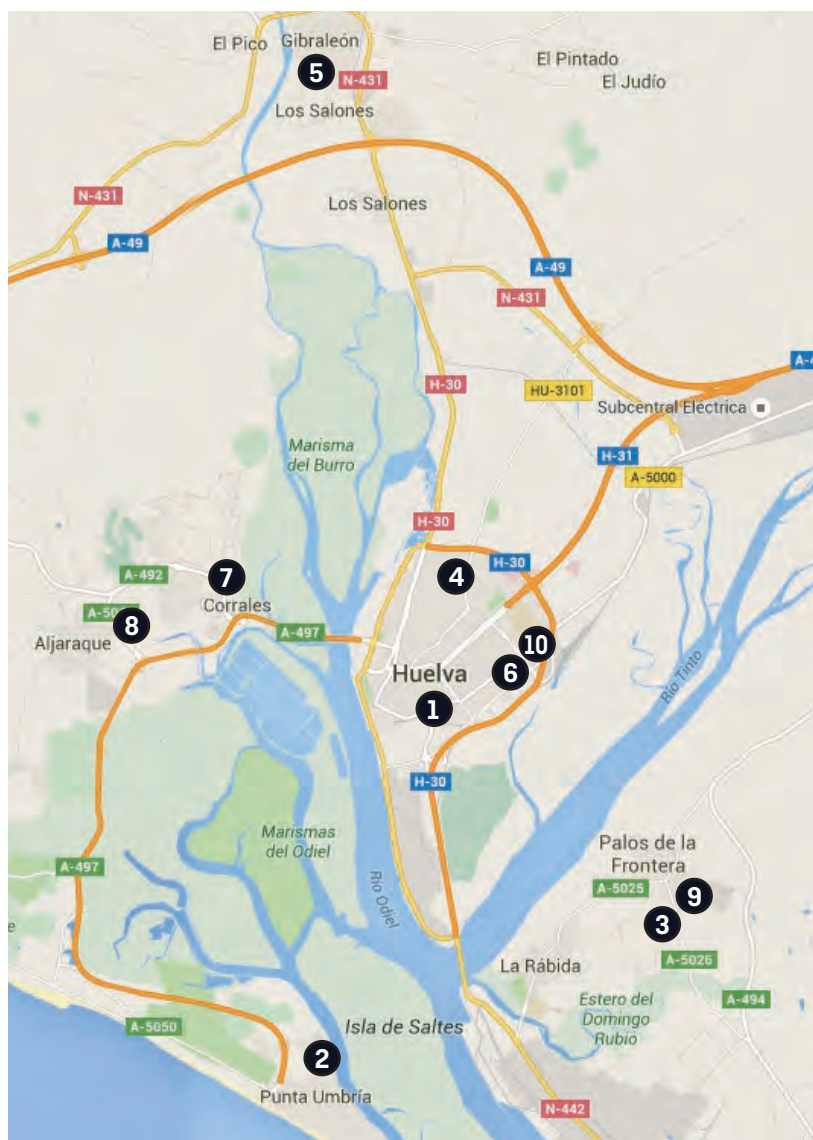 El Pico
Gibraleón
5
N-431
El Pintado
El Judío
Los Salones
N-431
Los Salones
A-49
A-49
N-431
H-30
HU-3101
Subcentral Eléctrica
Marisma
del Burro
H-31
A-5000
H-30
H-30
A-492
7
4
Corrales
8
Aljaraque
A-497
10
Huelva
6
1
Río Tinto
H-30
Marismas
del Odiel
Palos de la
Frontera
A-497
Río Odiel
A-5025
9
3
La Rábida
A-5026
A-494
Estero del
Domingo
Rubio
A-5050
Isla de Saltes
2
Punta Umbría
N-442